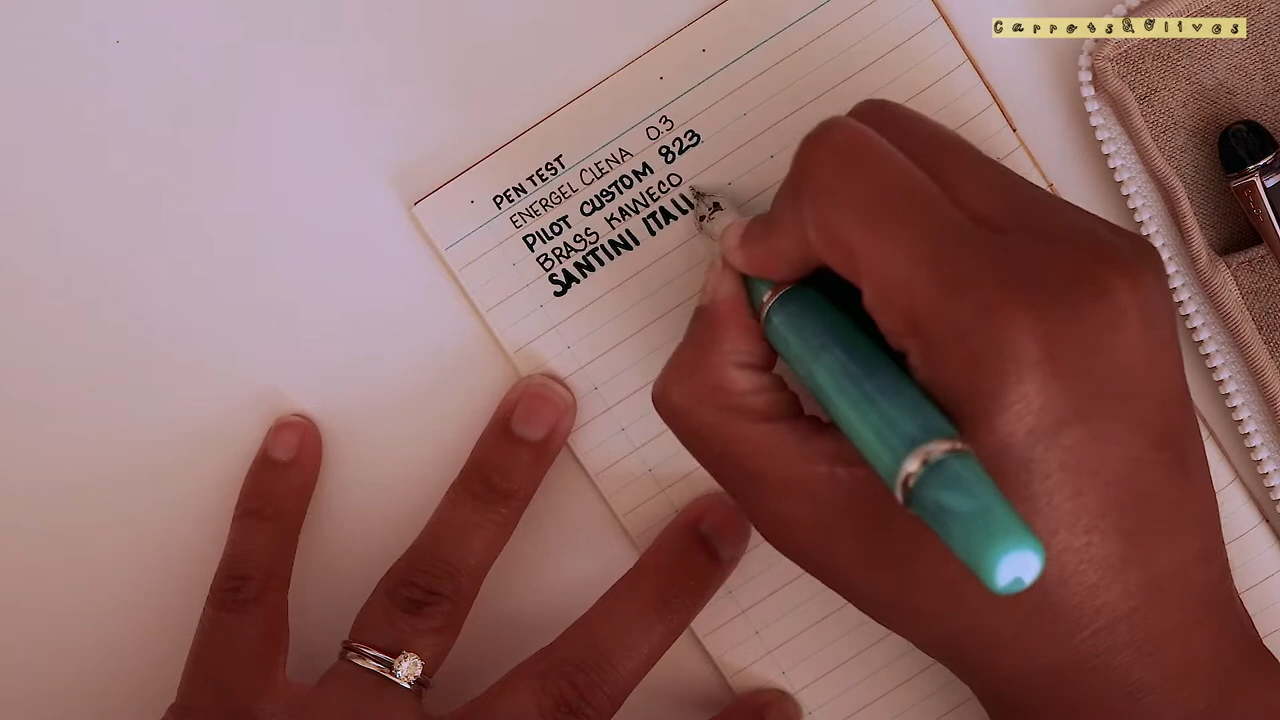 Carrots&Olives
PEN TEST
ENERGEL CLENA 0.3
PILOT CUSTOM 823
BRASS KAWECO
SANTINI ITALI